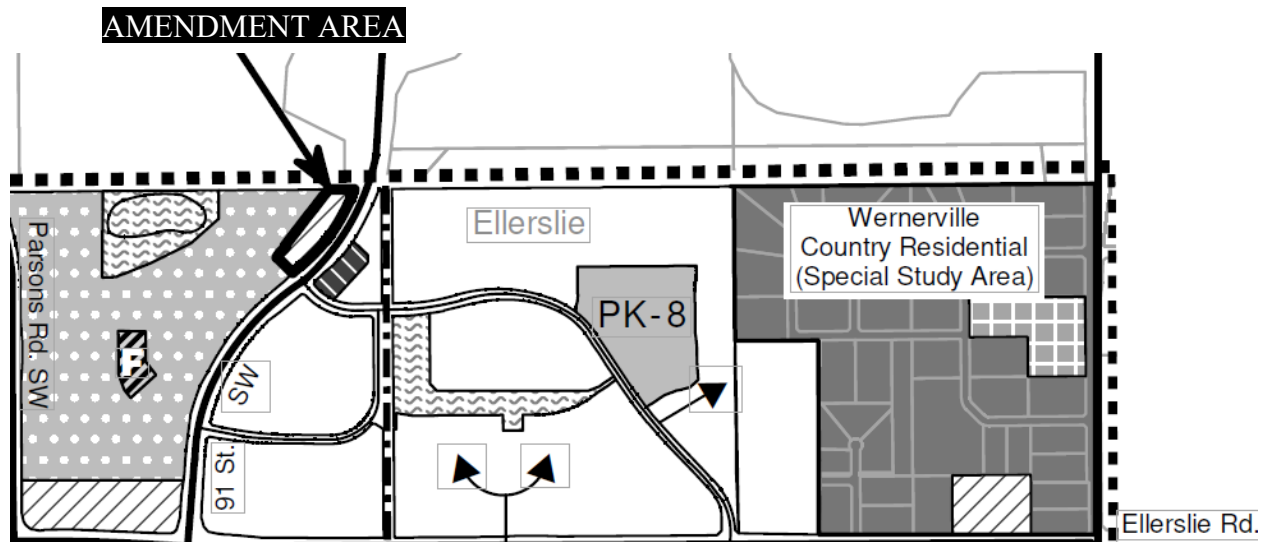 AMENDMENT AREA
Ellerslie
Wernerville
Country Residential
(Special Study Area)
Parsons Rd. SW
PK-8
F
SW
91 St.
Ellerslie Rd.